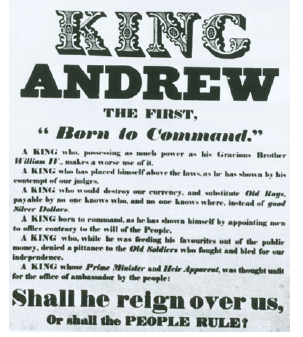 KING
ANDREW
THE FIRST,
“ Born to Command.”
A KING who, possessing as much power as his Gracious Brother
William IV., makes a worse use of it.
A KING who has placed himself above the laws, as he has shown by his
contempt of our judges.
A KING who would destroy our currency, and substitute Old Rags,
payable by no one knows who, and no one knows where, instead of good
Silver Dollars.
A KING born to command, as he has shown himself by appointing men
to office contrary to the will of the People.
A KING who, while he was feeding his favourites out of the public
money, denied a pittance to the Old Soldiers who fought and bled for our
independence.
A KING whose Prime Minister and Heir Apparent, was thought unfit
for the office of ambassador by the people:
Shall he reign over us,
Or shall the PEOPLE RULE?